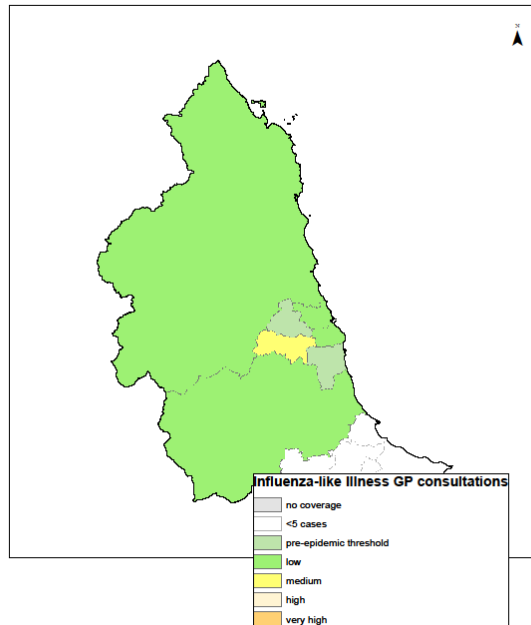 Influenza-like Illness GP consultations
no coverage
<5 cases
pre-epidemic threshold
low
medium
high
very high